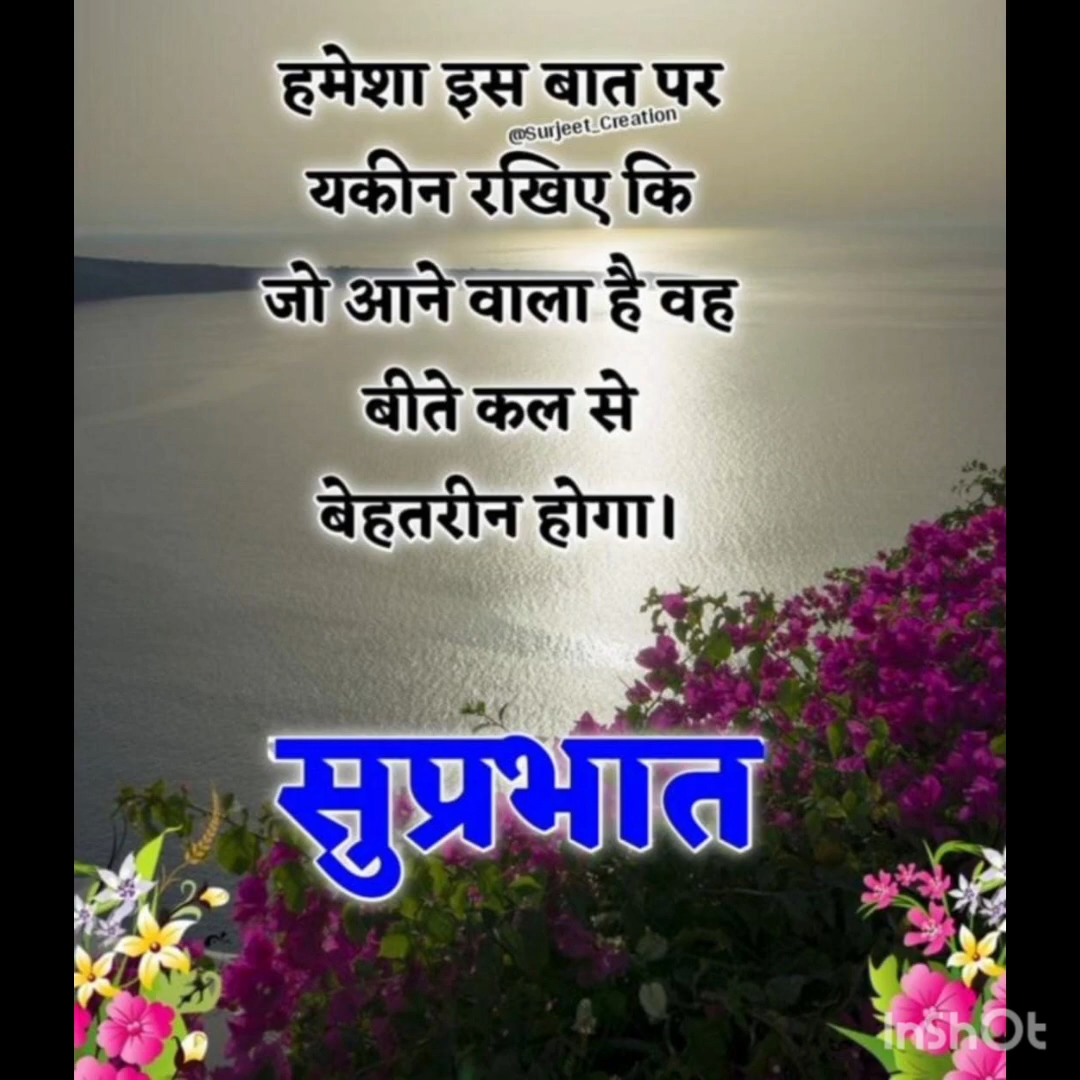 हमेशा इस बात पर
@Surjeet_Creation
यकीन रखिए कि
जो आने वाला है वह
बीते कल से
बेहतरीन होगा।
सुप्रभात
InShOt